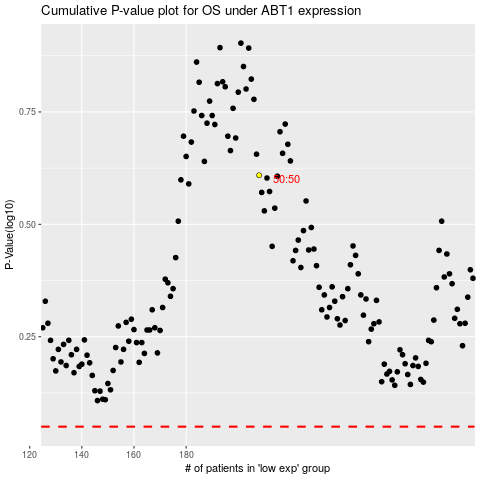 Cumulative P-value plot for OS under ABT1 expression
P-Value(log10)
0.75
0.50
0.25
50:50
120 140 160 180
# of patients in 'low exp' group